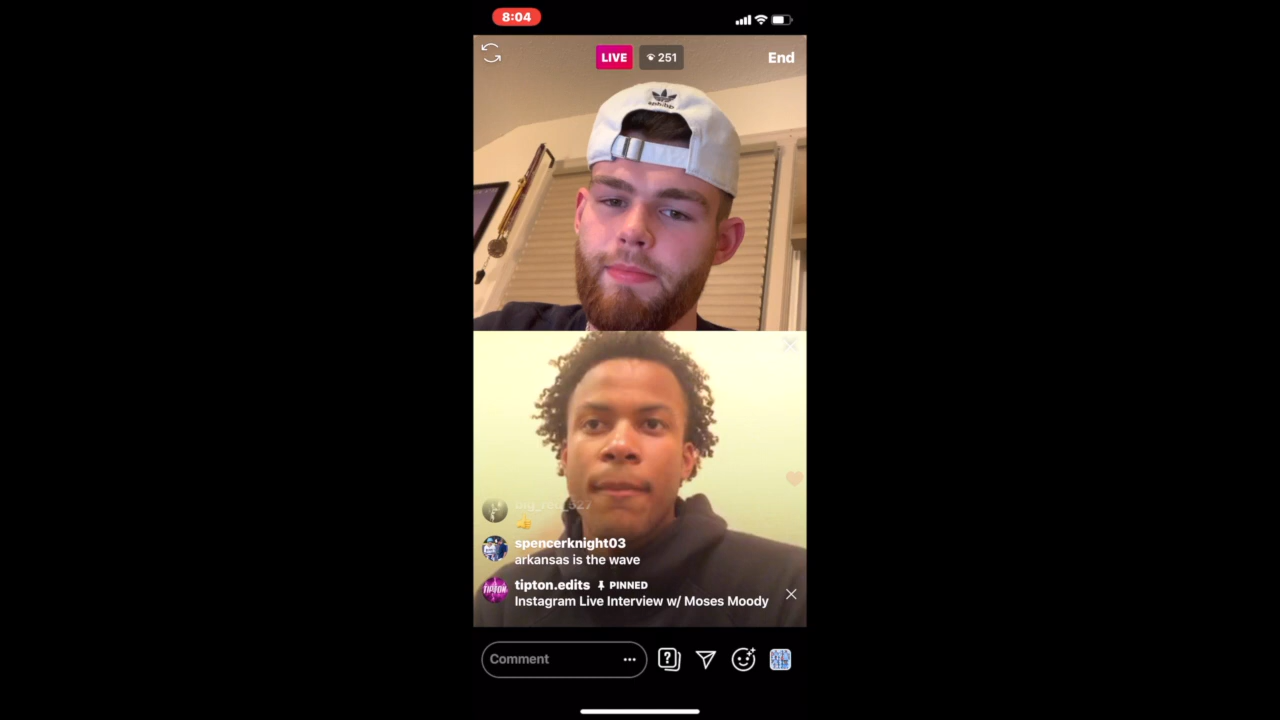 8:04
LIVE
251
End
spencerknight03
arkansas is the wave
tipton.edits PINNED
Instagram Live Interview w/ Moses Moody
Comment